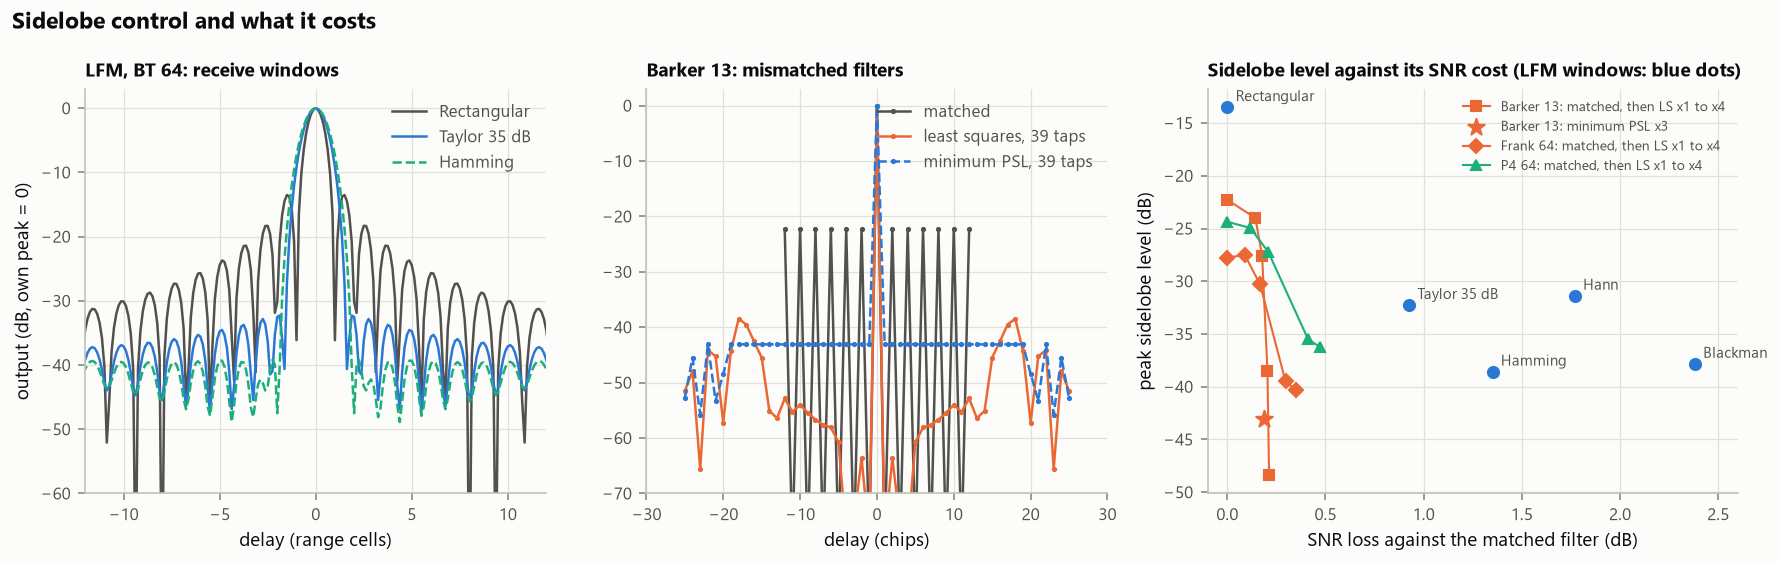 Sidelobe control and what it costs
LFM, BT 64: receive windows
Rectangular
Taylor 35 dB
Hamming
output (dB, own peak = 0)
0
−10
−20
−30
−40
−50
−60
−10
−5
0
5
10
delay (range cells)
Barker 13: mismatched filters
matched
least squares, 39 taps
minimum PSL, 39 taps
0
−10
−20
−30
−40
−50
−60
−70
−30
−20
−10
0
10
20
30
delay (chips)
Sidelobe level against its SNR cost (LFM windows: blue dots)
Barker 13: matched, then LS x1 to x4
Barker 13: minimum PSL x3
Frank 64: matched, then LS x1 to x4
P4 64: matched, then LS x1 to x4
Rectangular
Taylor 35 dB
Hann
Hamming
Blackman
peak sidelobe level (dB)
−15
−20
−25
−30
−35
−40
−45
−50
0.0
0.5
1.0
1.5
2.0
2.5
SNR loss against the matched filter (dB)